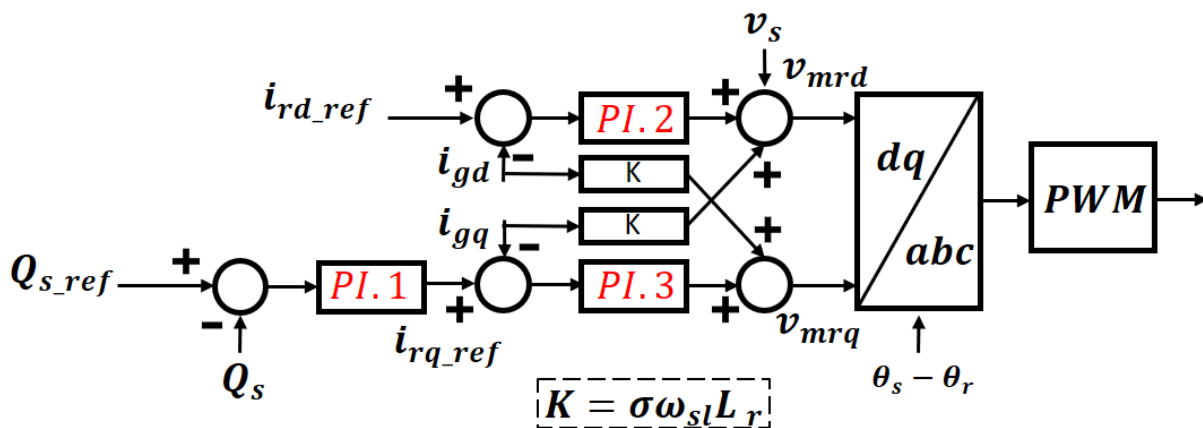 v_s
v_mrd
+
i_rd_ref
PI. 2
+
−
i_gd
K
+
dq
PWM
i_gq
K
−
+
abc
Q_s_ref
+
PI. 1
+
PI. 3
+
−
i_rq_ref
v_mrq
Q_s
θ_s − θ_r
K = σω_sl L_r